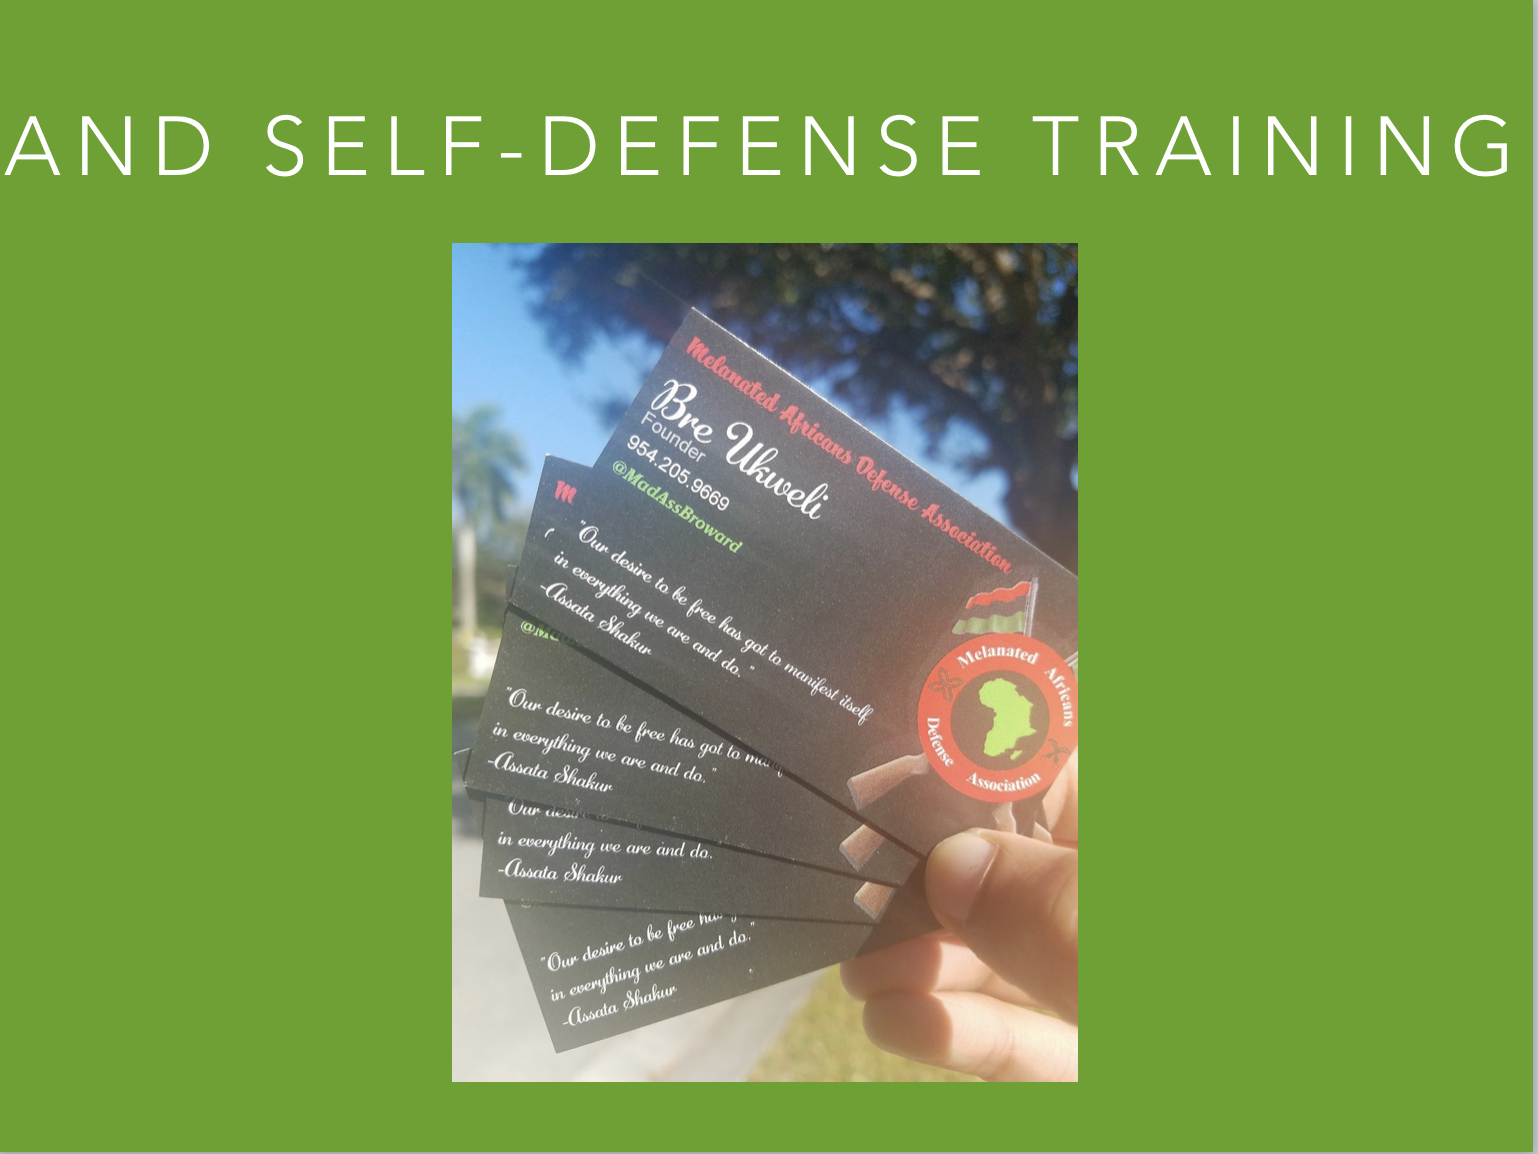 AND SELF-DEFENSE TRAINING
Melanated Africans Defense Association
Bre Ukweli
Founder
954.205.9669
@MadAssBroward
"Our desire to be free has got to manifest itself
in everything we are and do."
-Assata Shakur
Melanated Africans
Defense Association
M
"Our desire to be free has got to
in everything we are and do."
-Assata Shakur
"Our desire
in everything we are and do.
-Assata Shakur
"Our desire to be free
in everything we are and do."
-Assata Shakur